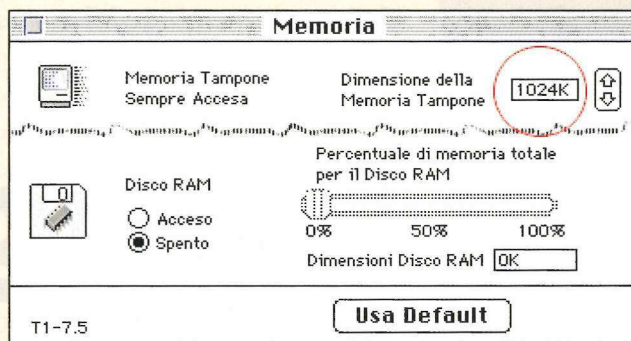 Memoria
Memoria Tampone
Sempre Accesa
Dimensione della
Memoria Tampone
1024K
Disco RAM
Acceso
Spento
Percentuale di memoria totale
per il Disco RAM
0% 50% 100%
Dimensioni Disco RAM 0K
Usa Default
T1-7.5